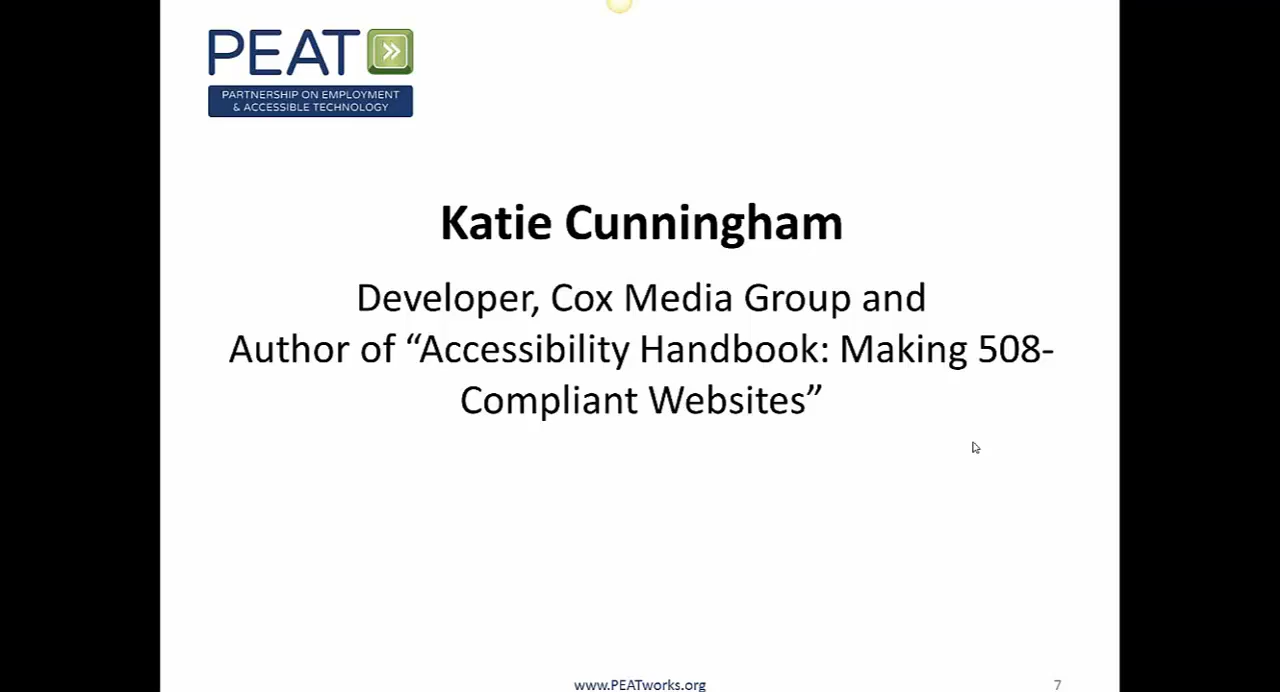 PEAT
PARTNERSHIP ON EMPLOYMENT
& ACCESSIBLE TECHNOLOGY
Katie Cunningham
Developer, Cox Media Group and
Author of “Accessibility Handbook: Making 508-
Compliant Websites”
www.PEATworks.org
7